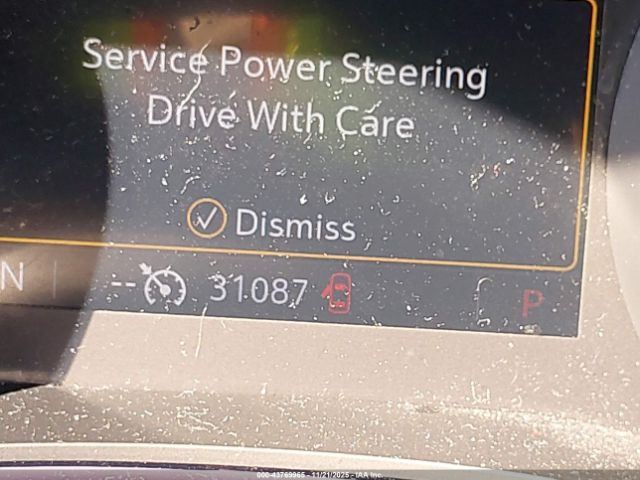 Service Power Steering
Drive With Care
Dismiss
N
-- 31087 P
000-43769965 - 11/21/2025 - IAA Inc.